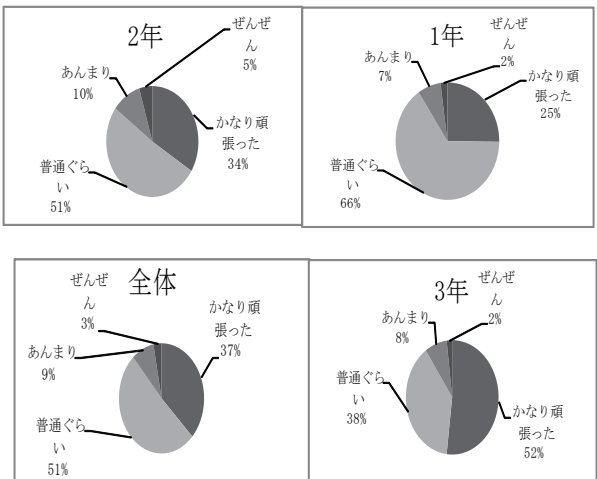 2年
ぜんぜ
ん
5%
あんまり
10%
かなり頑
張った
34%
普通ぐら
い
51%
1年
ぜんぜ
ん
2%
あんまり
7%
かなり頑
張った
25%
普通ぐら
い
66%
全体
ぜんぜ
ん
3%
かなり頑
張った
37%
あんまり
9%
普通ぐら
い
51%
3年
ぜんぜ
ん
2%
あんまり
8%
普通ぐら
い
38%
かなり頑
張った
52%